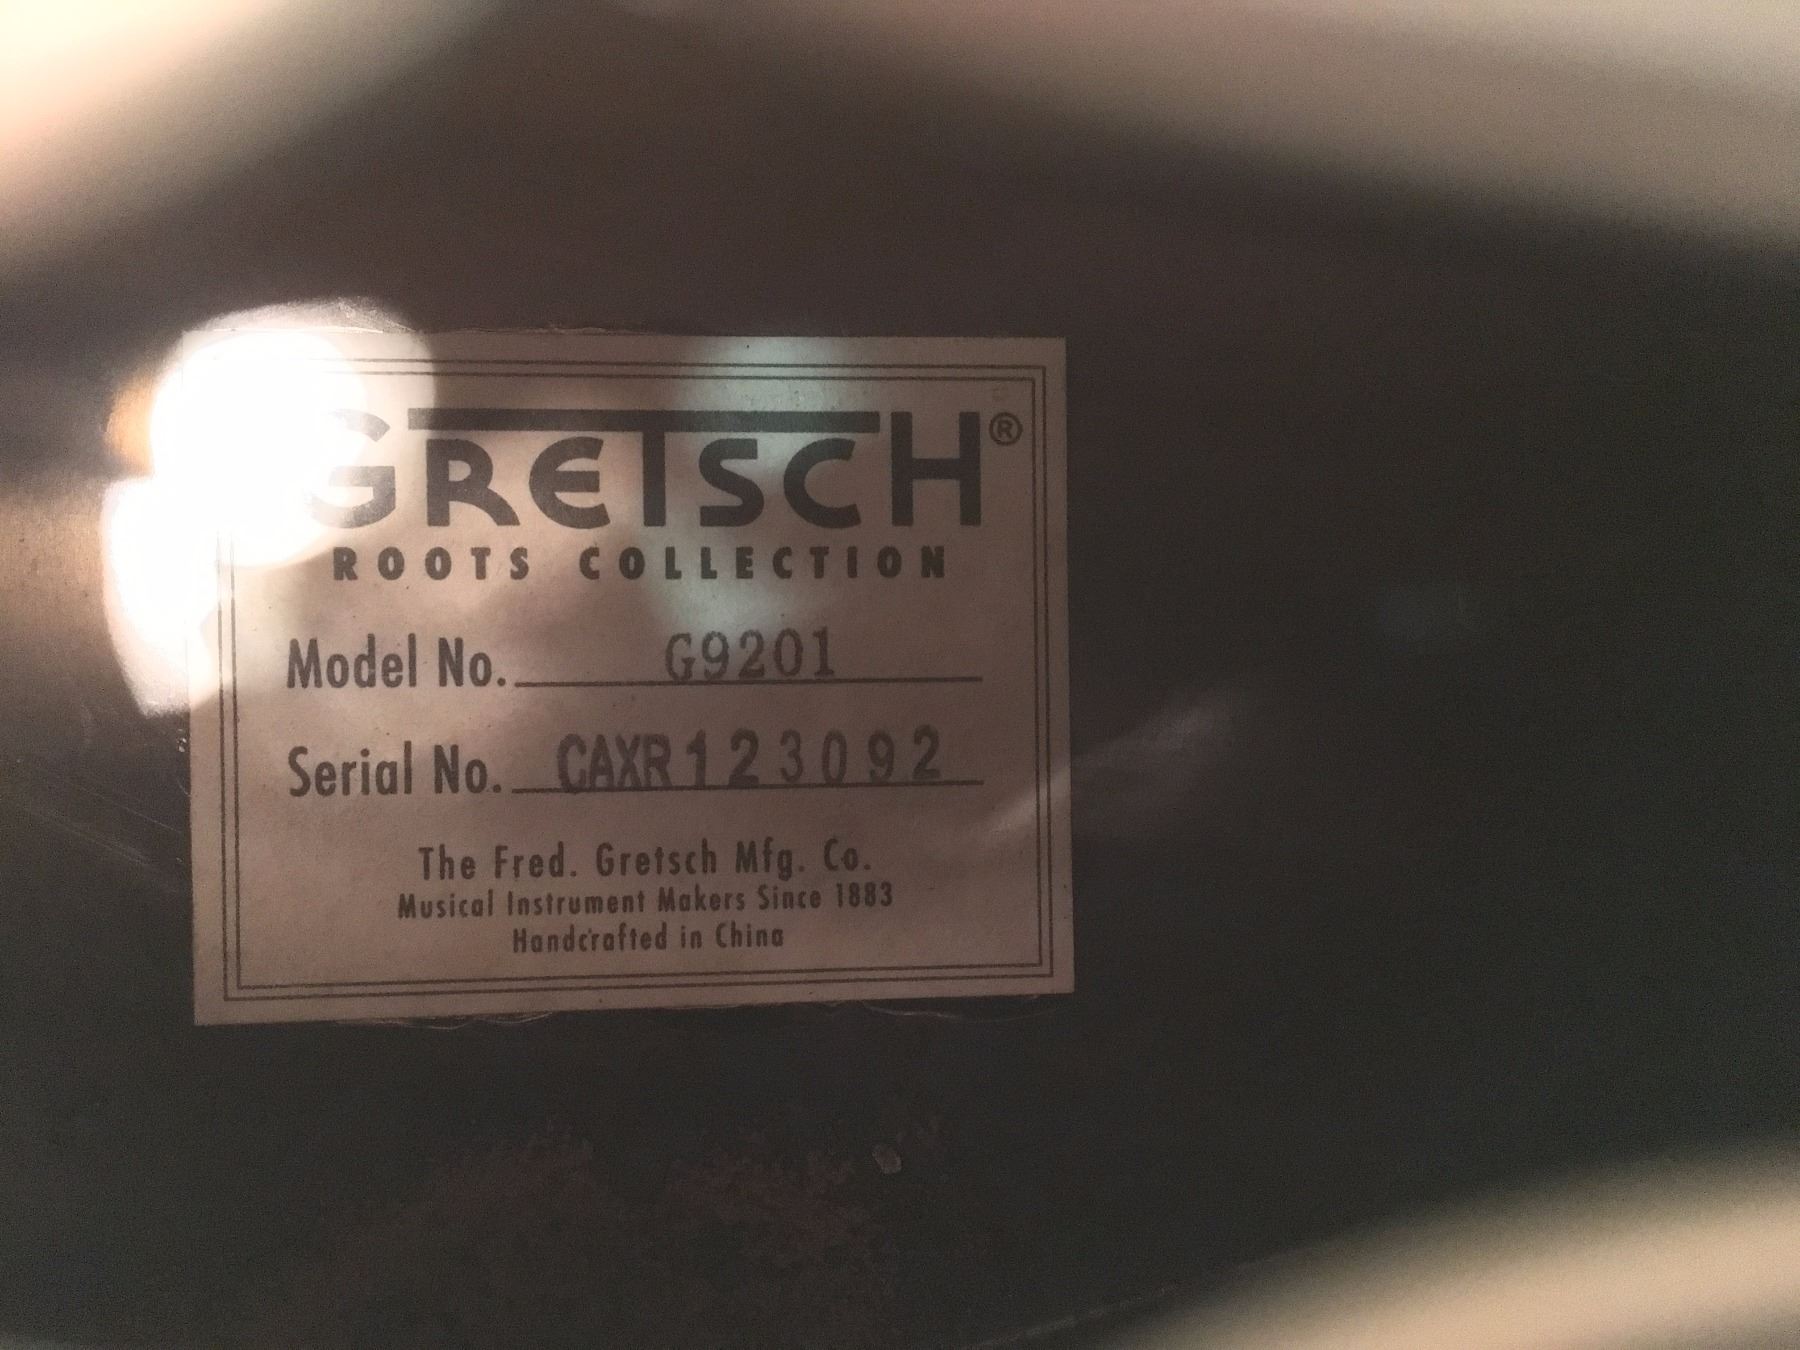 GRETSCH®
ROOTS COLLECTION
Model No. G9201
Serial No. CAXR123092
The Fred. Gretsch Mfg. Co.
Musical Instrument Makers Since 1883
Handcrafted in China